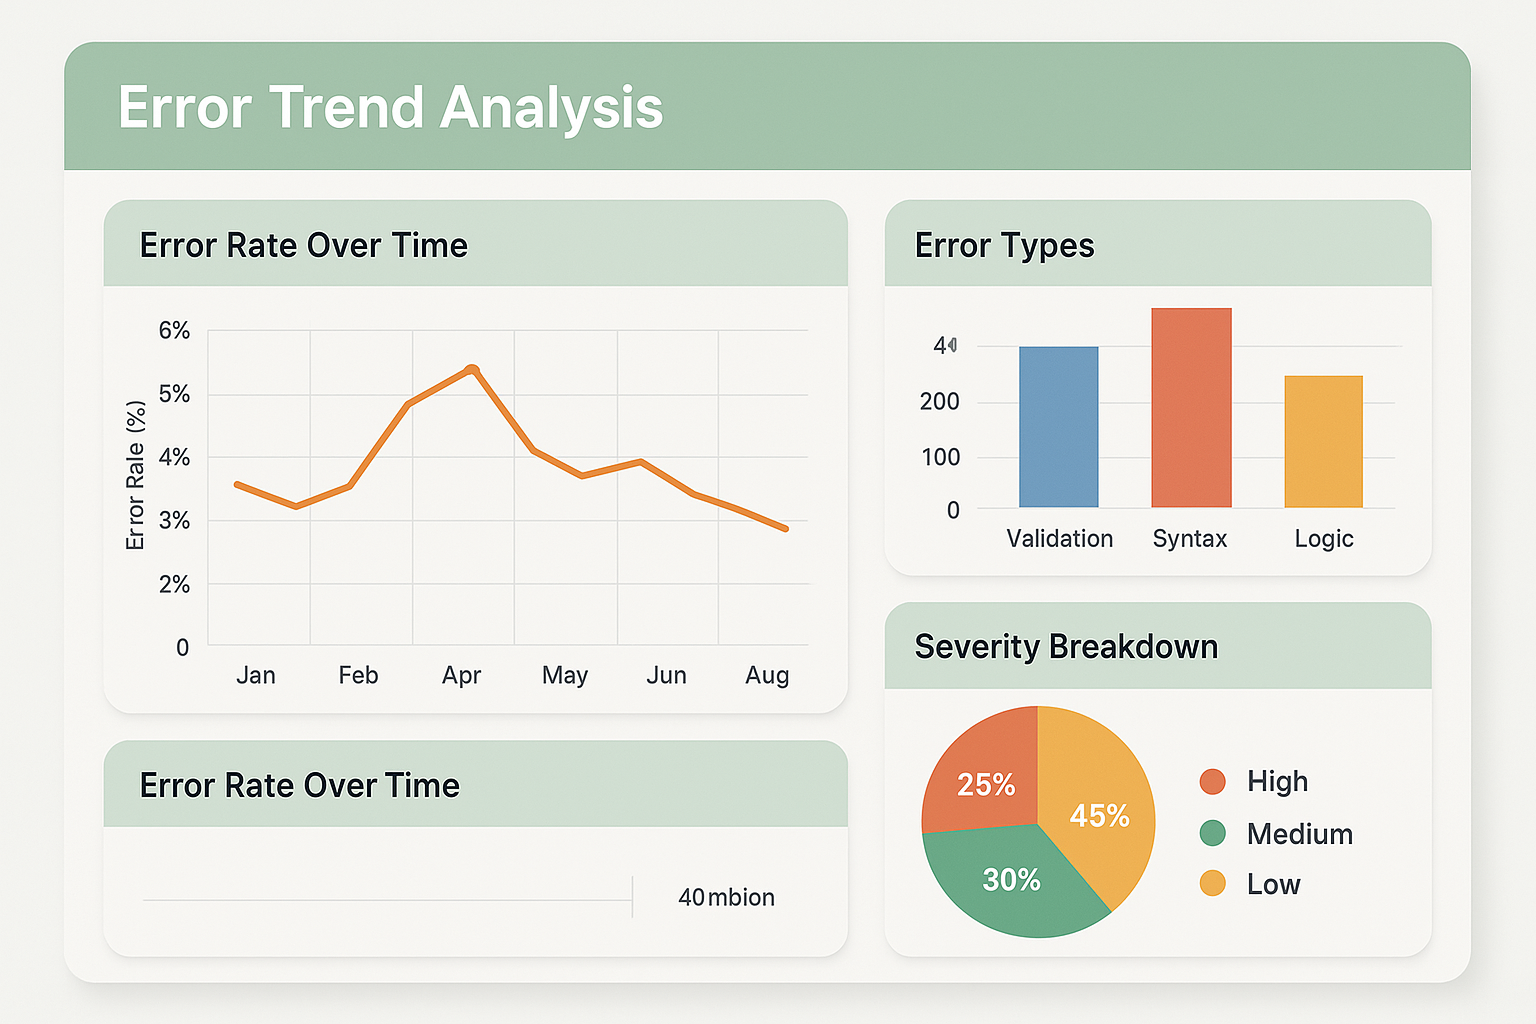 Error Trend Analysis
Error Rate Over Time
Error Rale (%)
6%
5%
4%
3%
2%
0
Jan Feb Apr May Jun Aug
Error Types
200
100
0
Validation Syntax Logic
Severity Breakdown
25%
45%
30%
High
Medium
Low
Error Rate Over Time
40mbion